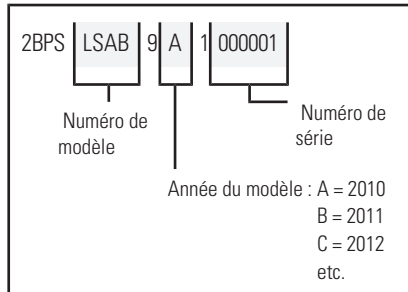 2BPS LSAB 9 A 1 000001
Numéro de
modèle
Numéro de
série
Année du modèle : A = 2010
B = 2011
C = 2012
etc.